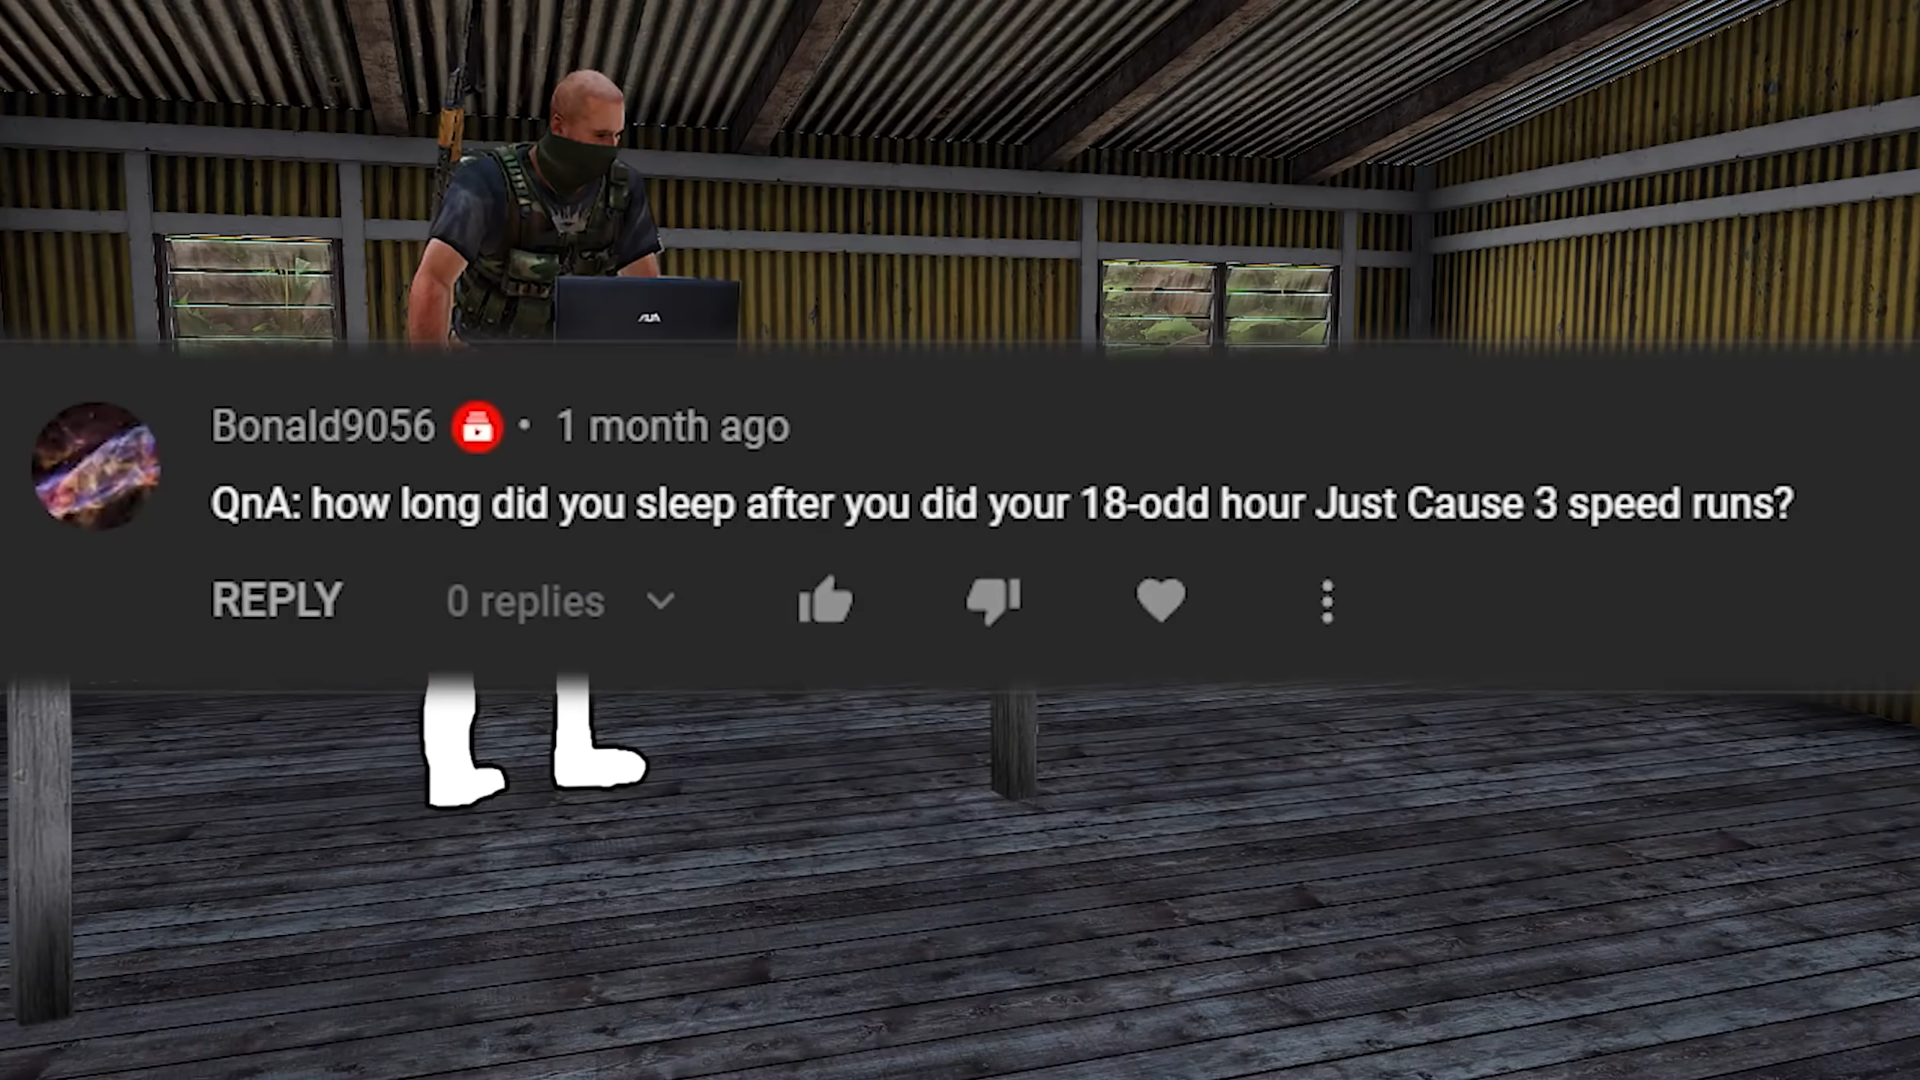 Bonald9056 • 1 month ago
QnA: how long did you sleep after you did your 18-odd hour Just Cause 3 speed runs?
REPLY 0 replies